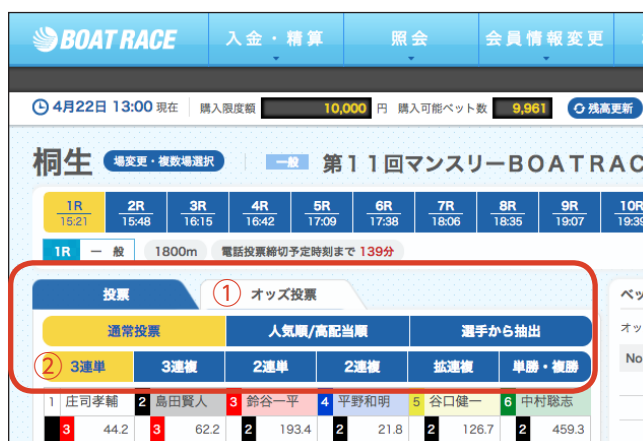 BOAT RACE 入金・精算 照会 会員情報変更
4月22日 13:00 現在 購入限度額 10,000 円 購入可能ベット数 9,961 残高更新
桐生 場変更・複数場選択 一般 第11回マンスリーBOATRAC
1R 2R 3R 4R 5R 6R 7R 8R 9R 10R
15:21 15:48 16:15 16:42 17:09 17:38 18:06 18:35 19:07 19:39
1R 一般 1800m 電話投票締切予定時刻まで 139分
投票 ① オッズ投票 ベッ
通常投票 人気順/高配当順 選手から抽出 オッ
② 3連単 3連複 2連単 2連複 拡連複 単勝・複勝 No
1 庄司孝輔 2 島田賢人 3 鈴谷一平 4 平野和明 5 谷口健一 6 中村聡志
3 44.2 3 62.2 2 193.4 2 21.8 2 126.7 2 459.3